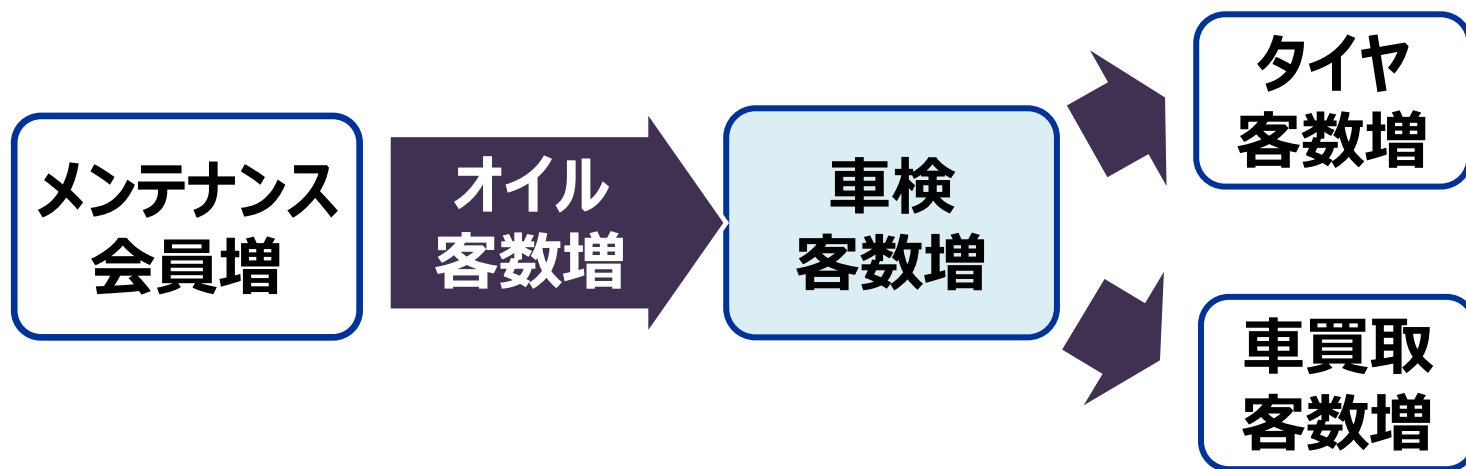 メンテナンス
会員増
オイル
客数増
車検
客数増
タイヤ
客数増
車買取
客数増